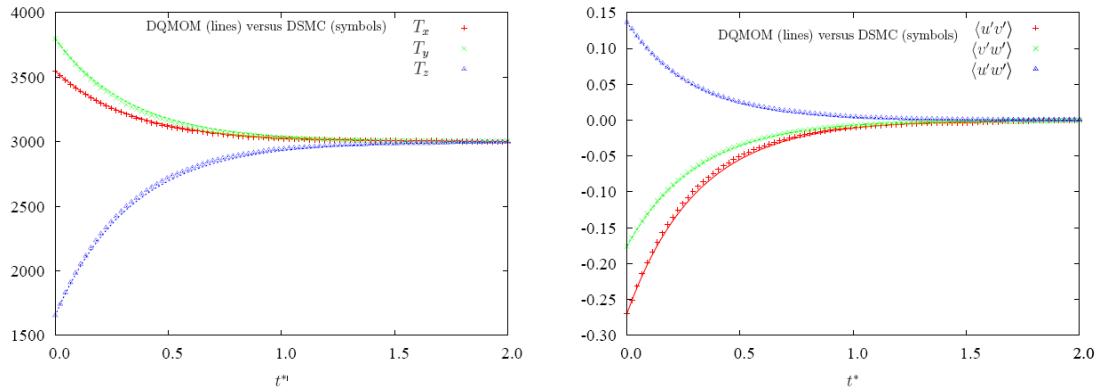 4000
3500
3000
2500
2000
1500
0.0 0.5 1.0 1.5 2.0
t*ı
DQMOM (lines) versus DSMC (symbols)
T_x
T_y
T_z
0.15
0.10
0.05
0.00
-0.05
-0.10
-0.15
-0.20
-0.25
-0.30
0.0 0.5 1.0 1.5 2.0
t*
DQMOM (lines) versus DSMC (symbols)
⟨u′v′⟩
⟨v′w′⟩
⟨u′w′⟩